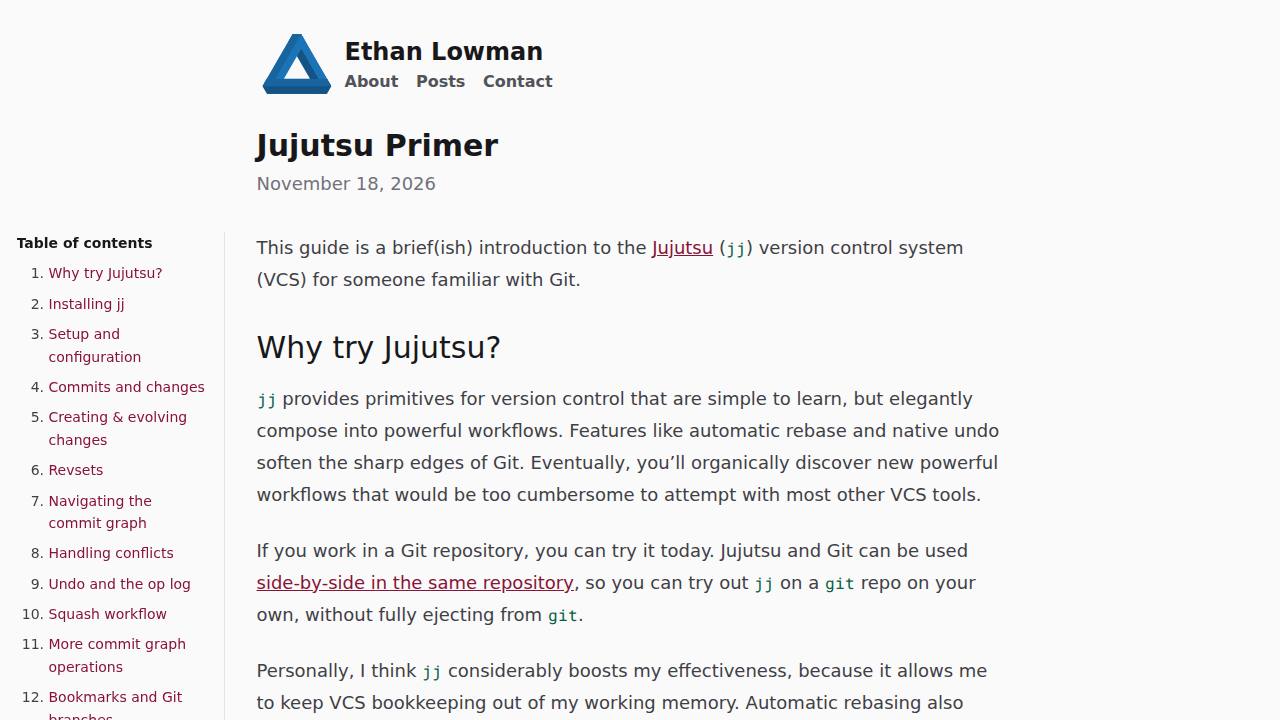 Ethan Lowman
About Posts Contact
Jujutsu Primer
November 18, 2026
Table of contents
1. Why try Jujutsu?
2. Installing jj
3. Setup and
configuration
4. Commits and changes
5. Creating & evolving
changes
6. Revsets
7. Navigating the
commit graph
8. Handling conflicts
9. Undo and the op log
10. Squash workflow
11. More commit graph
operations
12. Bookmarks and Git
branches
This guide is a brief(ish) introduction to the Jujutsu (jj) version control system
(VCS) for someone familiar with Git.
Why try Jujutsu?
jj provides primitives for version control that are simple to learn, but elegantly
compose into powerful workflows. Features like automatic rebase and native undo
soften the sharp edges of Git. Eventually, you’ll organically discover new powerful
workflows that would be too cumbersome to attempt with most other VCS tools.
If you work in a Git repository, you can try it today. Jujutsu and Git can be used
side-by-side in the same repository, so you can try out jj on a git repo on your
own, without fully ejecting from git.
Personally, I think jj considerably boosts my effectiveness, because it allows me
to keep VCS bookkeeping out of my working memory. Automatic rebasing also